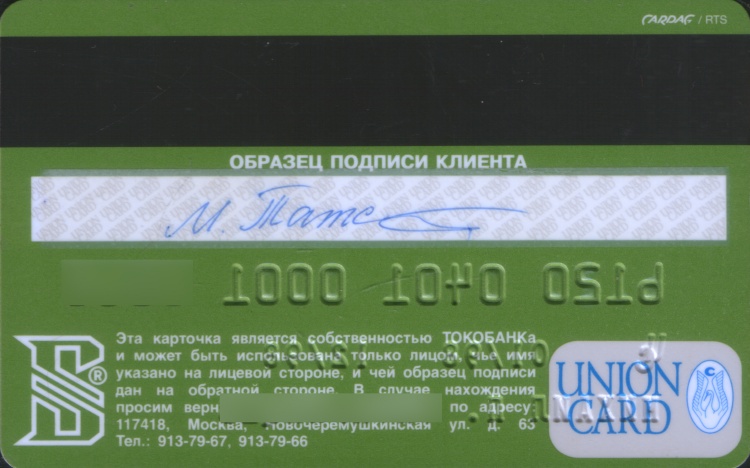 CARDAG / RTS
ОБРАЗЕЦ ПОДПИСИ КЛИЕНТА
М. Татс
Эта карточка является собственностью ТОКОБАНКа
и может быть использована только лицом, чье имя
указано на лицевой стороне, и чей образец подписи
дан на обратной стороне. В случае нахождения
просим верн по адресу:
117418, Москва, Новочеремушкинская ул. д. 63
Тел.: 913-79-67, 913-79-66
®
UNION
CARD
C